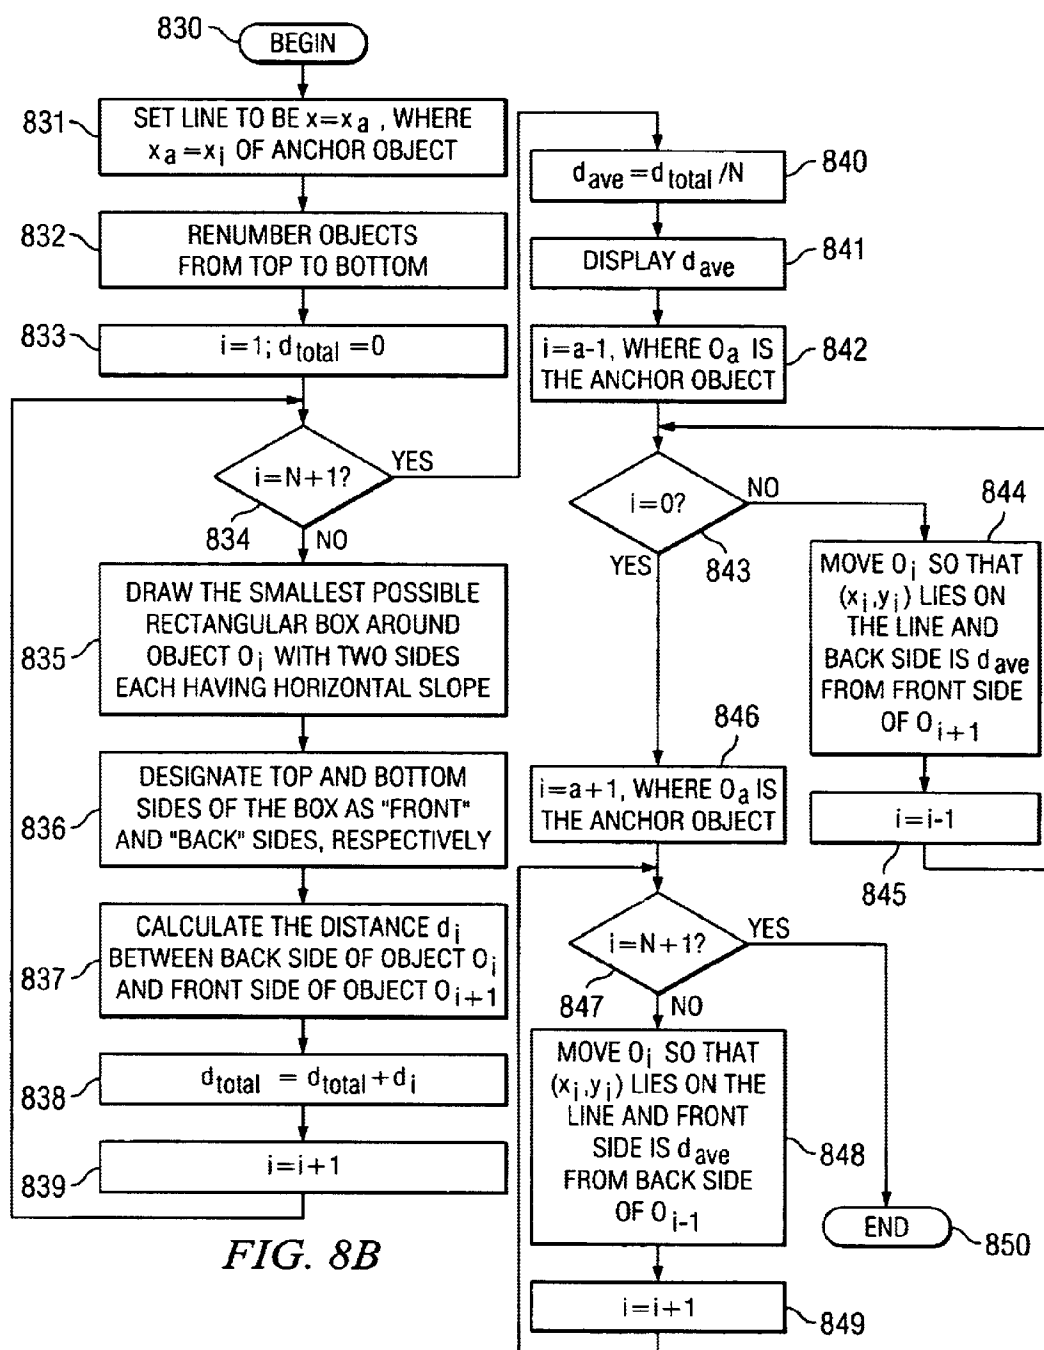 830
BEGIN
831
SET LINE TO BE x=xa, WHERE
xa=xi OF ANCHOR OBJECT
832
RENUMBER OBJECTS
FROM TOP TO BOTTOM
833
i=1; dtotal=0
i=N+1?
YES
834
NO
835
DRAW THE SMALLEST POSSIBLE
RECTANGULAR BOX AROUND
OBJECT Oi WITH TWO SIDES
EACH HAVING HORIZONTAL SLOPE
836
DESIGNATE TOP AND BOTTOM
SIDES OF THE BOX AS "FRONT"
AND "BACK" SIDES, RESPECTIVELY
837
CALCULATE THE DISTANCE di
BETWEEN BACK SIDE OF OBJECT Oi
AND FRONT SIDE OF OBJECT Oi+1
838
dtotal = dtotal+di
839
i=i+1
FIG. 8B
dave=dtotal/N
840
DISPLAY dave
841
i=a-1, WHERE Oa IS
THE ANCHOR OBJECT
842
i=0?
NO
YES
843
844
MOVE Oi SO THAT
(xi,yi) LIES ON
THE LINE AND
BACK SIDE IS dave
FROM FRONT SIDE
OF Oi+1
i=i-1
845
846
i=a+1, WHERE Oa IS
THE ANCHOR OBJECT
i=N+1?
YES
847
NO
MOVE Oi SO THAT
(xi,yi) LIES ON THE
LINE AND FRONT
SIDE IS dave
FROM BACK SIDE
OF Oi-1
848
i=i+1
849
END
850